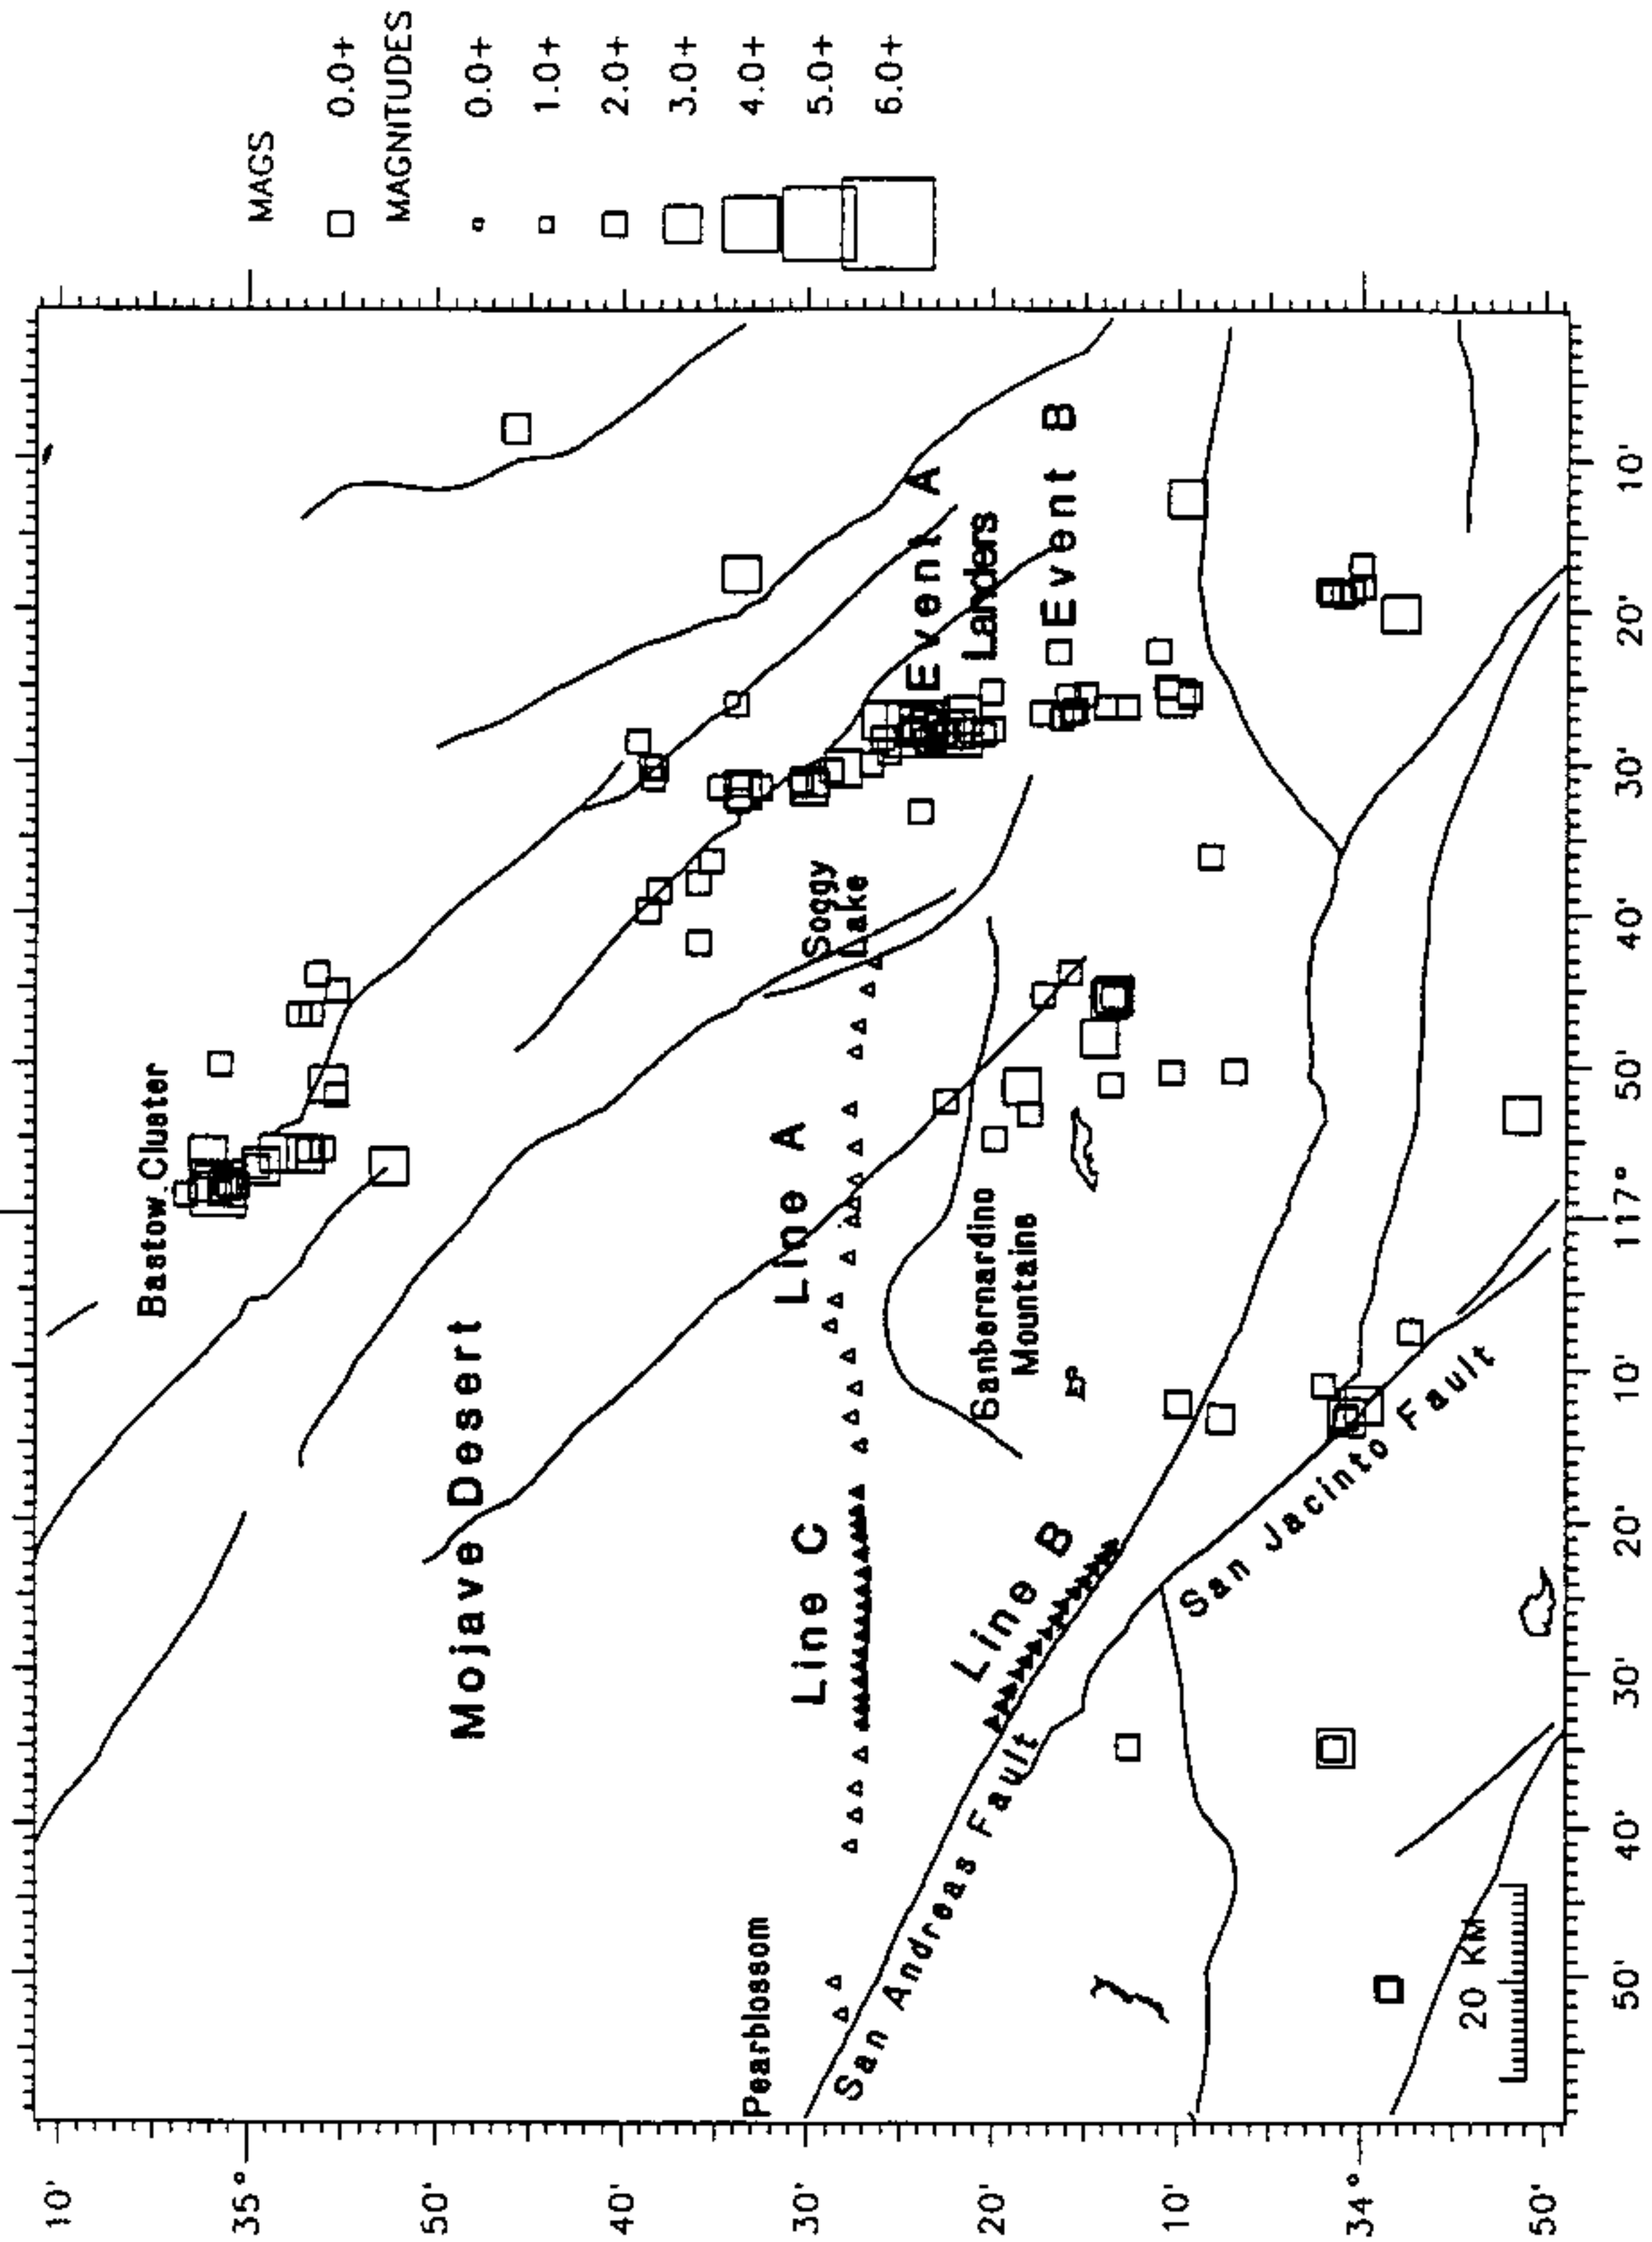 10'
35°
50'
40'
30'
20'
10'
34°
50'
Bastow Cluster
Mojave Desert
Pearblossom
Line C
Line A
Soggy
Lake
San Andreas Fault
Line B
Sanbernardino
Mountains
Event A
Landers
Event B
San Jacinto Fault
20 KM
50'
40'
30'
20'
10'
117°
50'
40'
30'
20'
10'
MAGS
0.0+
MAGNITUDES
0.0+
1.0+
2.0+
3.0+
4.0+
5.0+
6.0+